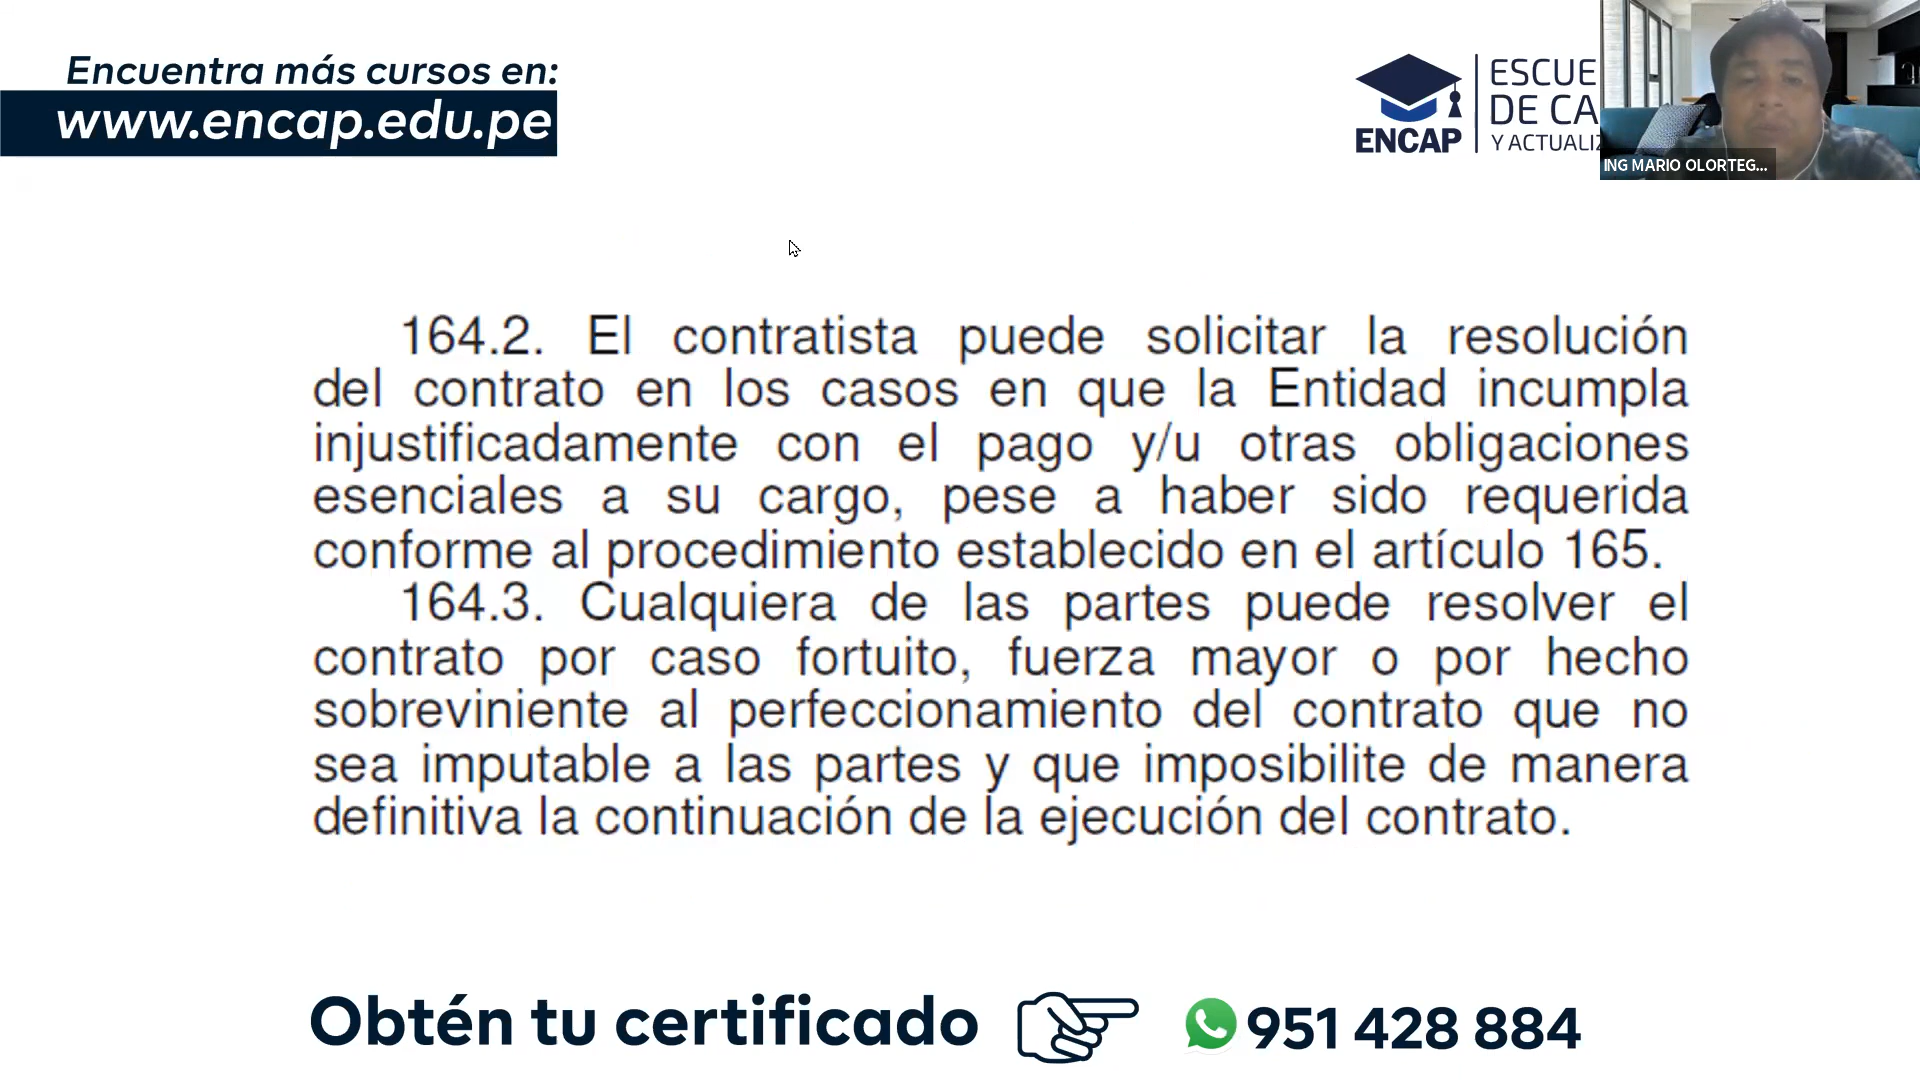 Encuentra más cursos en:
www.encap.edu.pe
ENCAP
ESCUE
DE CA
Y ACTUALIZ
ING MARIO OLORTEG...
164.2. El contratista puede solicitar la resolución
del contrato en los casos en que la Entidad incumpla
injustificadamente con el pago y/u otras obligaciones
esenciales a su cargo, pese a haber sido requerida
conforme al procedimiento establecido en el artículo 165.
164.3. Cualquiera de las partes puede resolver el
contrato por caso fortuito, fuerza mayor o por hecho
sobreviniente al perfeccionamiento del contrato que no
sea imputable a las partes y que imposibilite de manera
definitiva la continuación de la ejecución del contrato.
Obtén tu certificado
951 428 884